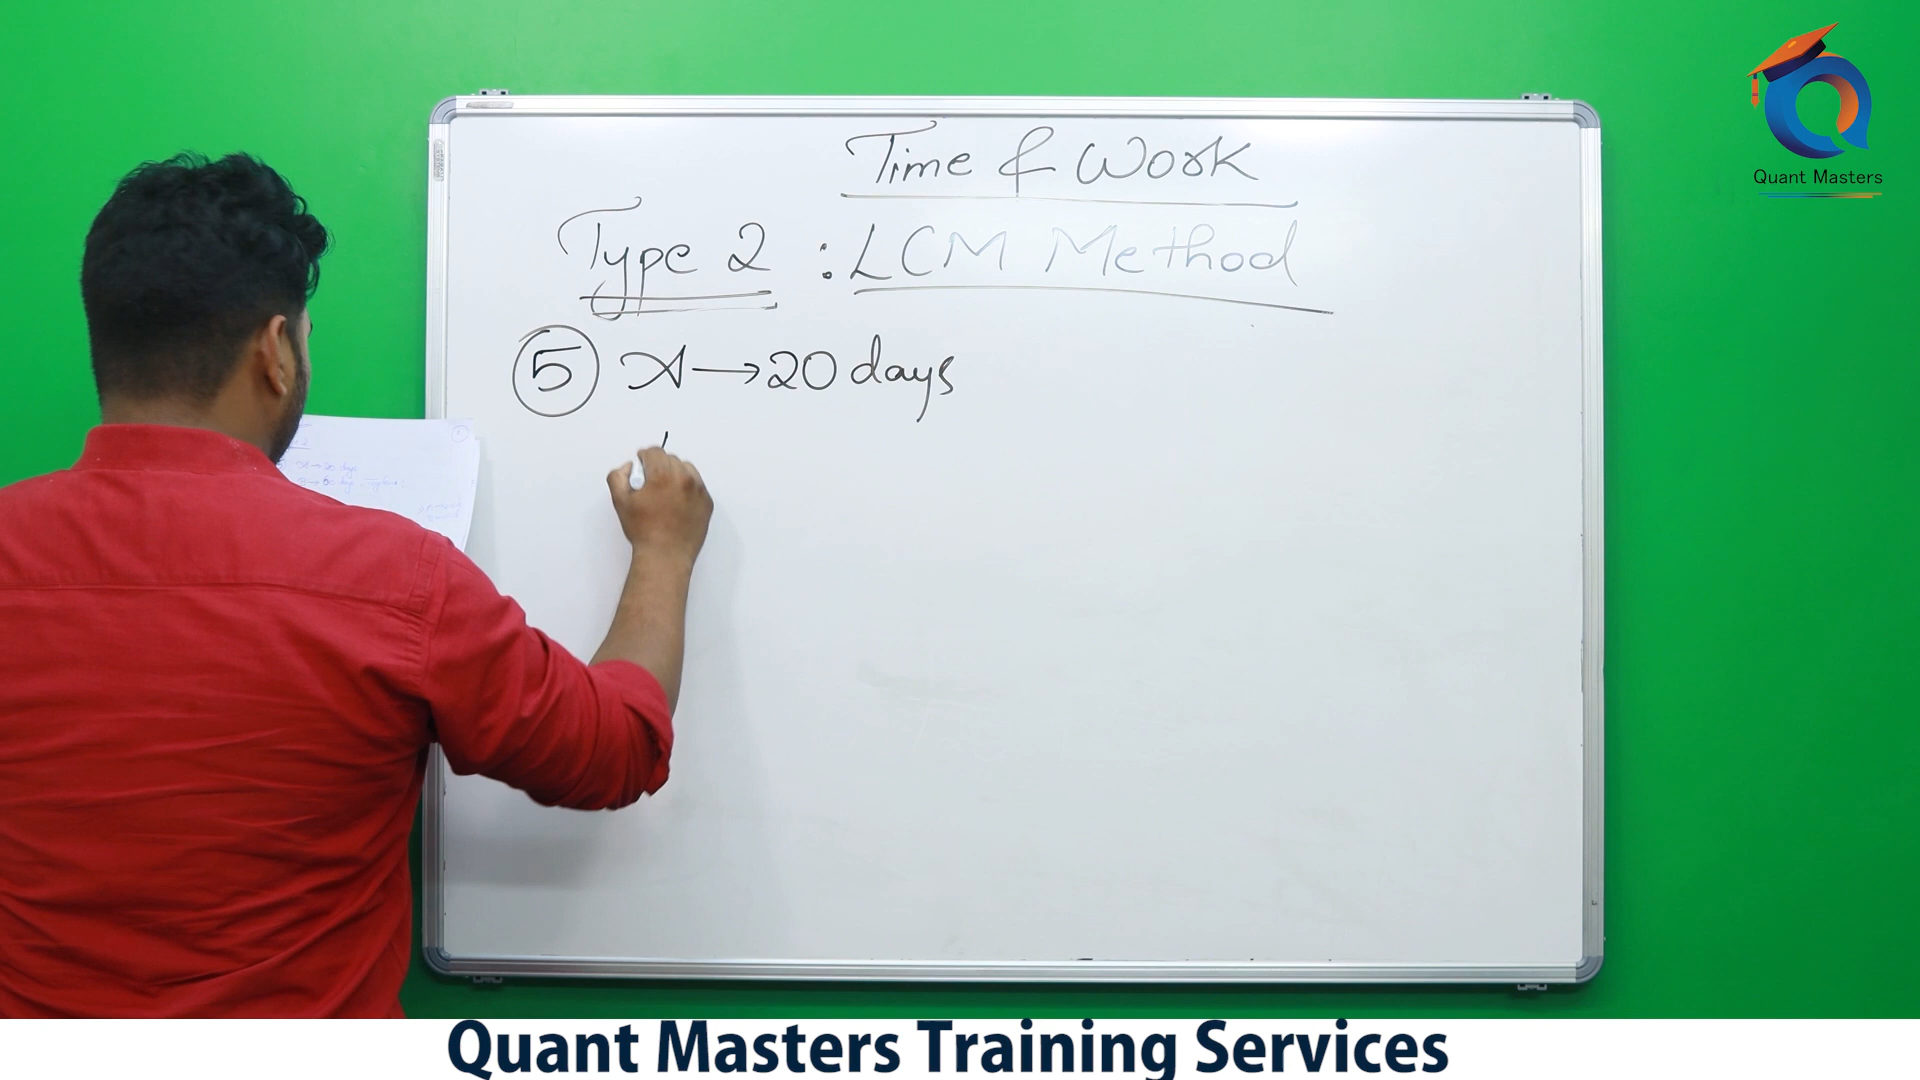 Time & Work
Type 2 : LCM Method
5 A → 20 days
Quant Masters
Quant Masters Training Services